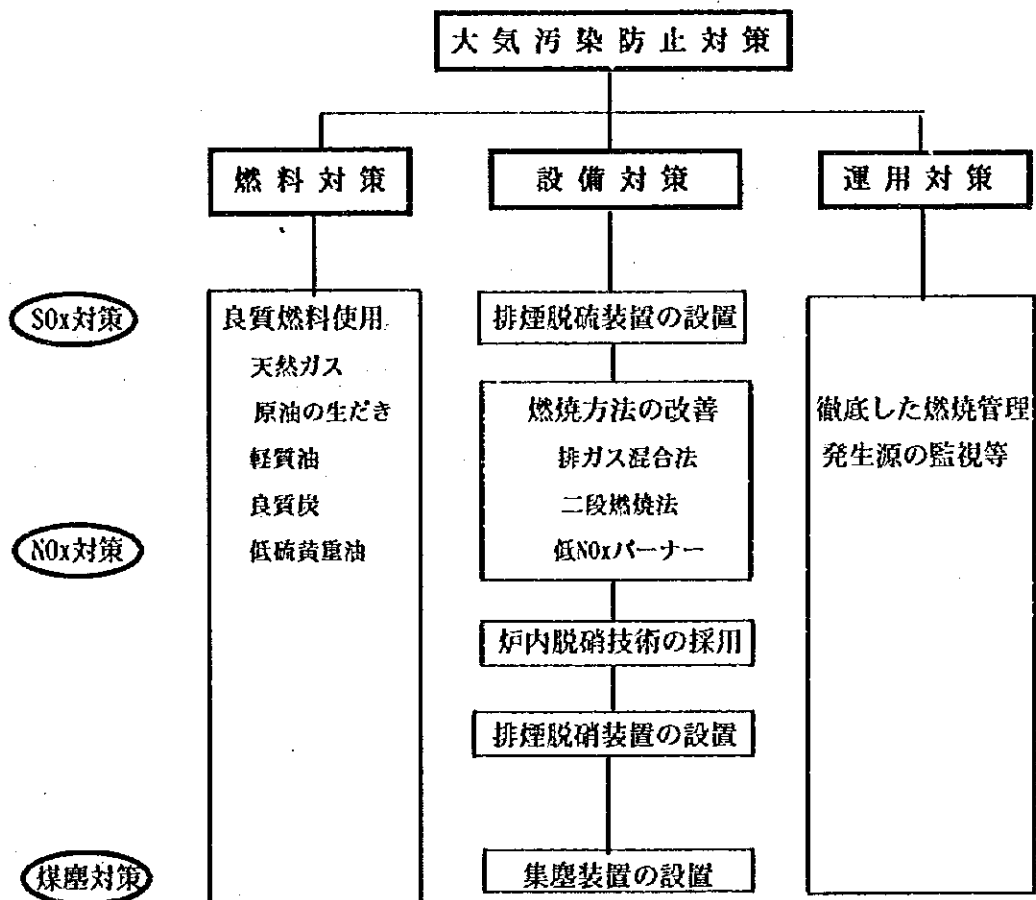 大気汚染防止対策
燃料対策
設備対策
運用対策
SOx対策
良質燃料使用
天然ガス
原油の生だき
軽質油
良質炭
低硫黄重油
NOx対策
排煙脱硫装置の設置
燃焼方法の改善
排ガス混合法
二段燃焼法
低NOxバーナー
炉内脱硝技術の採用
排煙脱硝装置の設置
徹底した燃焼管理
発生源の監視等
煤塵対策
集塵装置の設置